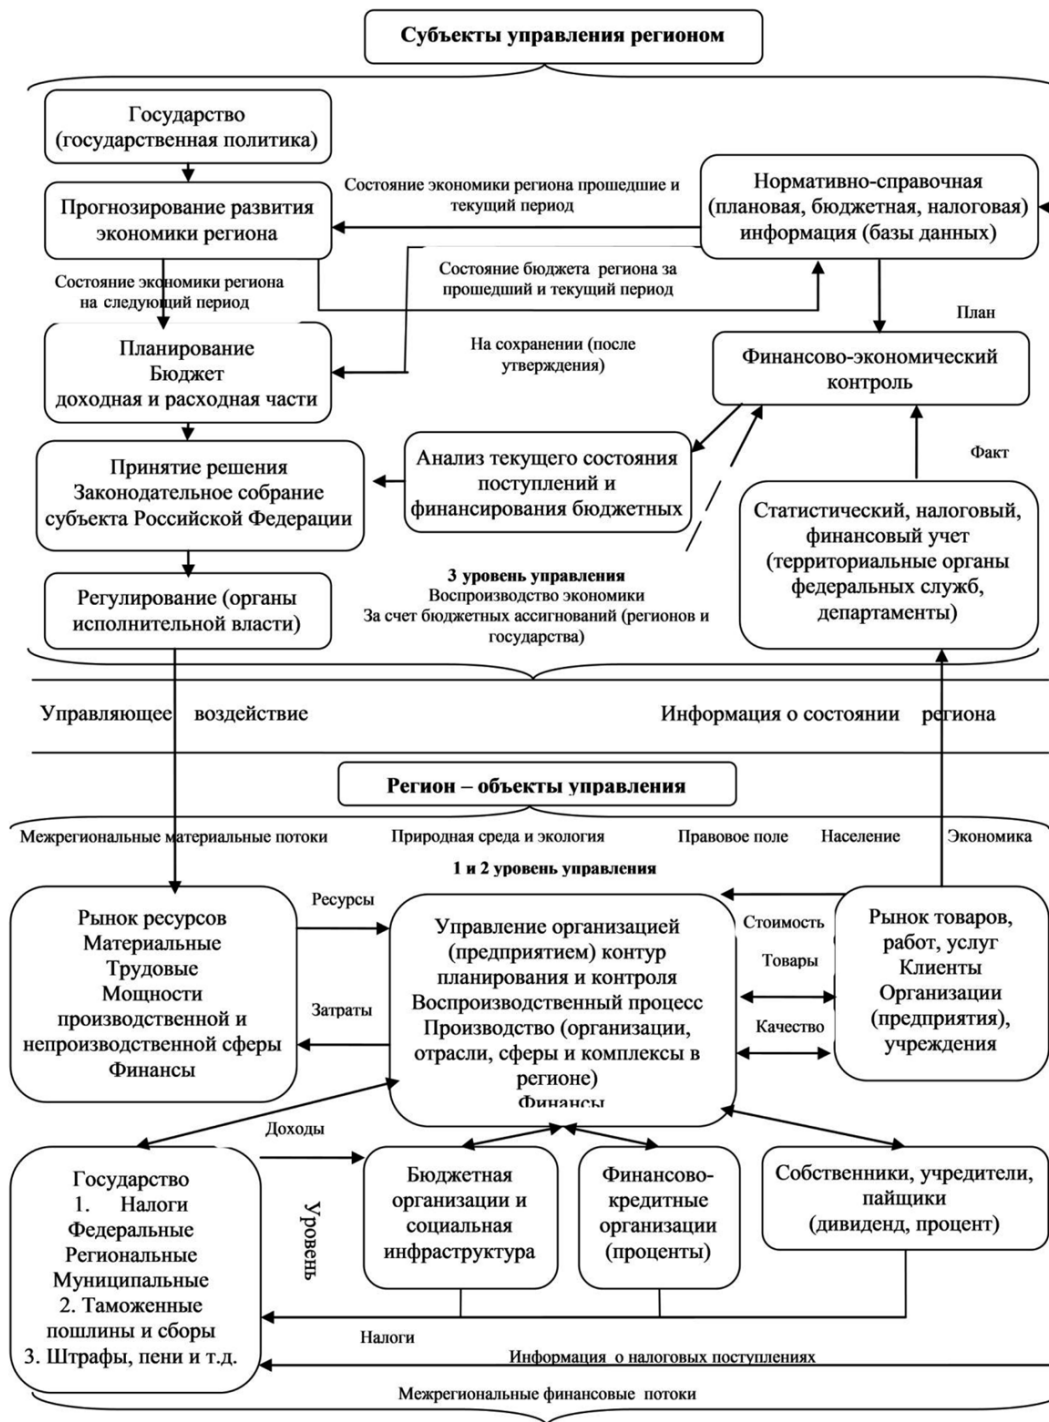 Субъекты управления регионом
Государство
(государственная политика)
Прогнозирование развития
экономики региона
Состояние экономики региона прошедшие и
текущий период
Нормативно-справочная
(плановая, бюджетная, налоговая)
информация (базы данных)
Состояние экономики региона
на следующий период
Состояние бюджета региона за
прошедший и текущий период
План
Планирование
Бюджет
доходная и расходная части
На сохранении (после
утверждения)
Финансово-экономический
контроль
Принятие решения
Законодательное собрание
субъекта Российской Федерации
Анализ текущего состояния
поступлений и
финансирования бюджетных
Факт
Статистический, налоговый,
финансовый учет
(территориальные органы
федеральных служб,
департаменты)
Регулирование (органы
исполнительной власти)
3 уровень управления
Воспроизводство экономики
За счет бюджетных ассигнований (регионов и
государства)
Управляющее воздействие
Информация о состоянии региона
Регион – объекты управления
Межрегиональные материальные потоки
Природная среда и экология
Правовое поле
Население
Экономика
1 и 2 уровень управления
Рынок ресурсов
Материальные
Трудовые
Мощности
производственной и
непроизводственной сферы
Финансы
Ресурсы
Затраты
Управление организацией
(предприятием) контур
планирования и контроля
Воспроизводственный процесс
Производство (организации,
отрасли, сферы и комплексы в
регионе)
Финансы
Стоимость
Товары
Качество
Рынок товаров,
работ, услуг
Клиенты
Организации
(предприятия),
учреждения
Доходы
Уровень
Государство
1. Налоги
Федеральные
Региональные
Муниципальные
2. Таможенные
пошлины и сборы
3. Штрафы, пени и т.д.
Бюджетная
организации и
социальная
инфраструктура
Финансово-
кредитные
организации
(проценты)
Собственники, учредители,
пайщики
(дивиденд, процент)
Налоги
Информация о налоговых поступлениях
Межрегиональные финансовые потоки